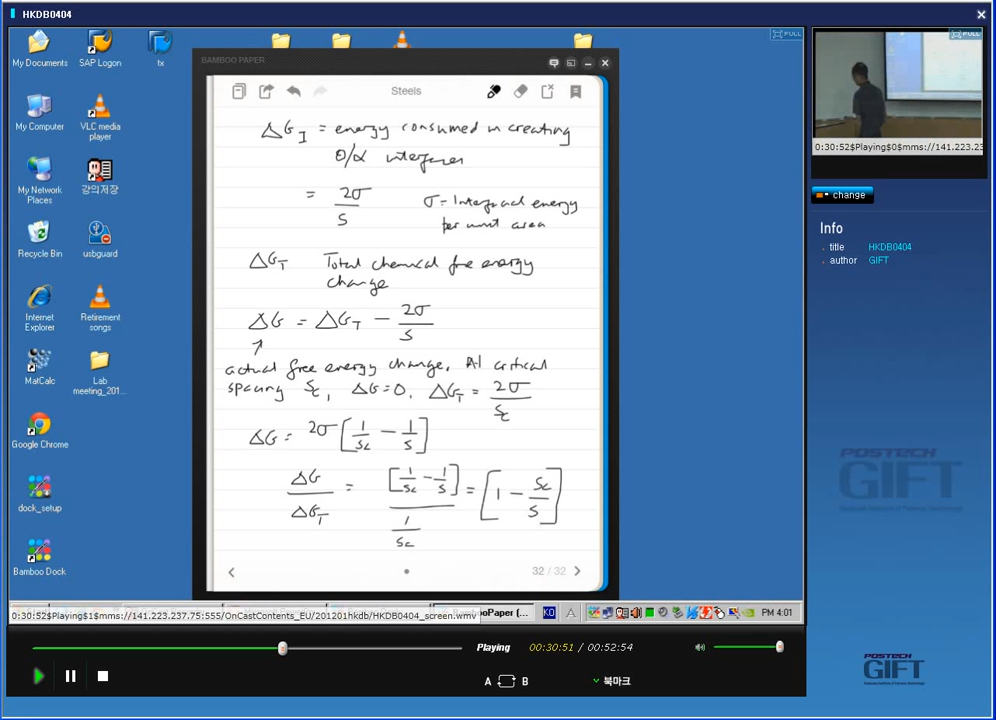 HKDB0404
My Documents
SAP Logon
fx
My Computer
VLC media player
My Network Places
강의저장
Recycle Bin
usbguard
Internet Explorer
Retirement songs
MatCalc
Lab meeting_201...
Google Chrome
dock_setup
Bamboo Dock
BAMBOO PAPER
Steels
ΔG_I = energy consumed in creating
θ/α interfaces
= 2σ/S σ = Interfacial energy
per unit area
ΔG_T Total chemical free energy
change
ΔG = ΔG_T − 2σ/S
actual free energy change. At critical
spacing S_c, ΔG=0, ΔG_T = 2σ/S_c
ΔG = 2σ [1/S_c − 1/S]
ΔG/ΔG_T = [1/S_c − 1/S] / (1/S_c) = [1 − S_c/S]
32 / 32
0:30:52$Playing$1$mms://141.223.237.75:555/OnCastContents_EU/201201hkdb/HKDB0404_screen.wmv
BambooPaper (...
KO
A
PM 4:01
Playing
00:30:51 / 00:52:54
A B
북마크
FULL
FULL
0:30:52$Playing$0$mms://141.223.23
change
Info
title HKDB0404
author GIFT
POSTECH
GIFT
POSTECH
GIFT